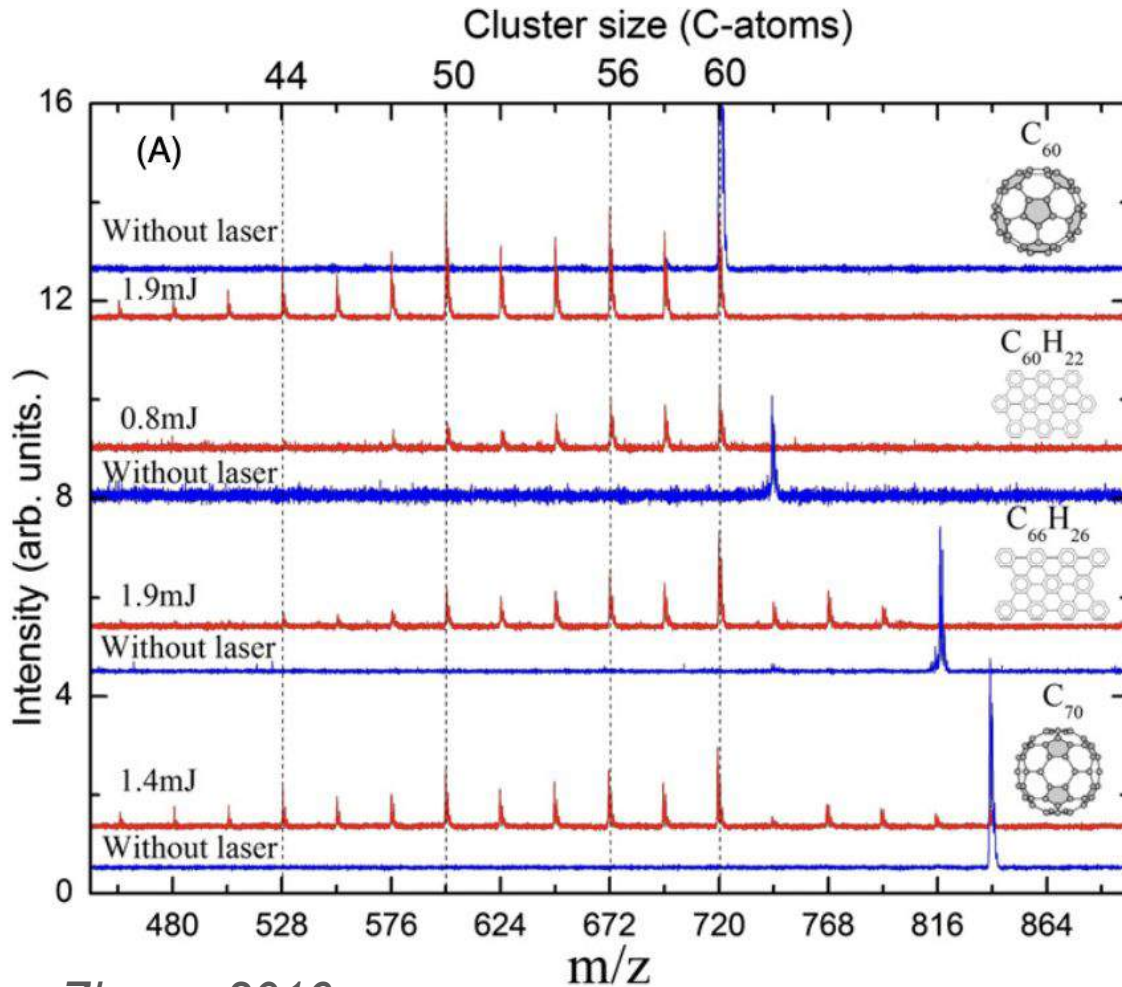 Cluster size (C-atoms)
44 50 56 60
16
(A)
C60
Without laser
12
1.9mJ
C60H22
0.8mJ
Without laser
8
C66H26
1.9mJ
Without laser
4
C70
1.4mJ
Without laser
0
Intensity (arb. units.)
480 528 576 624 672 720 768 816 864
m/z